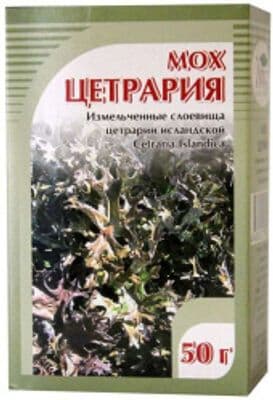 МОХ
ЦЕТРАРИЯ
Измельченные слоевища
цетрарии исландской
Cetraria Islandica
50 г